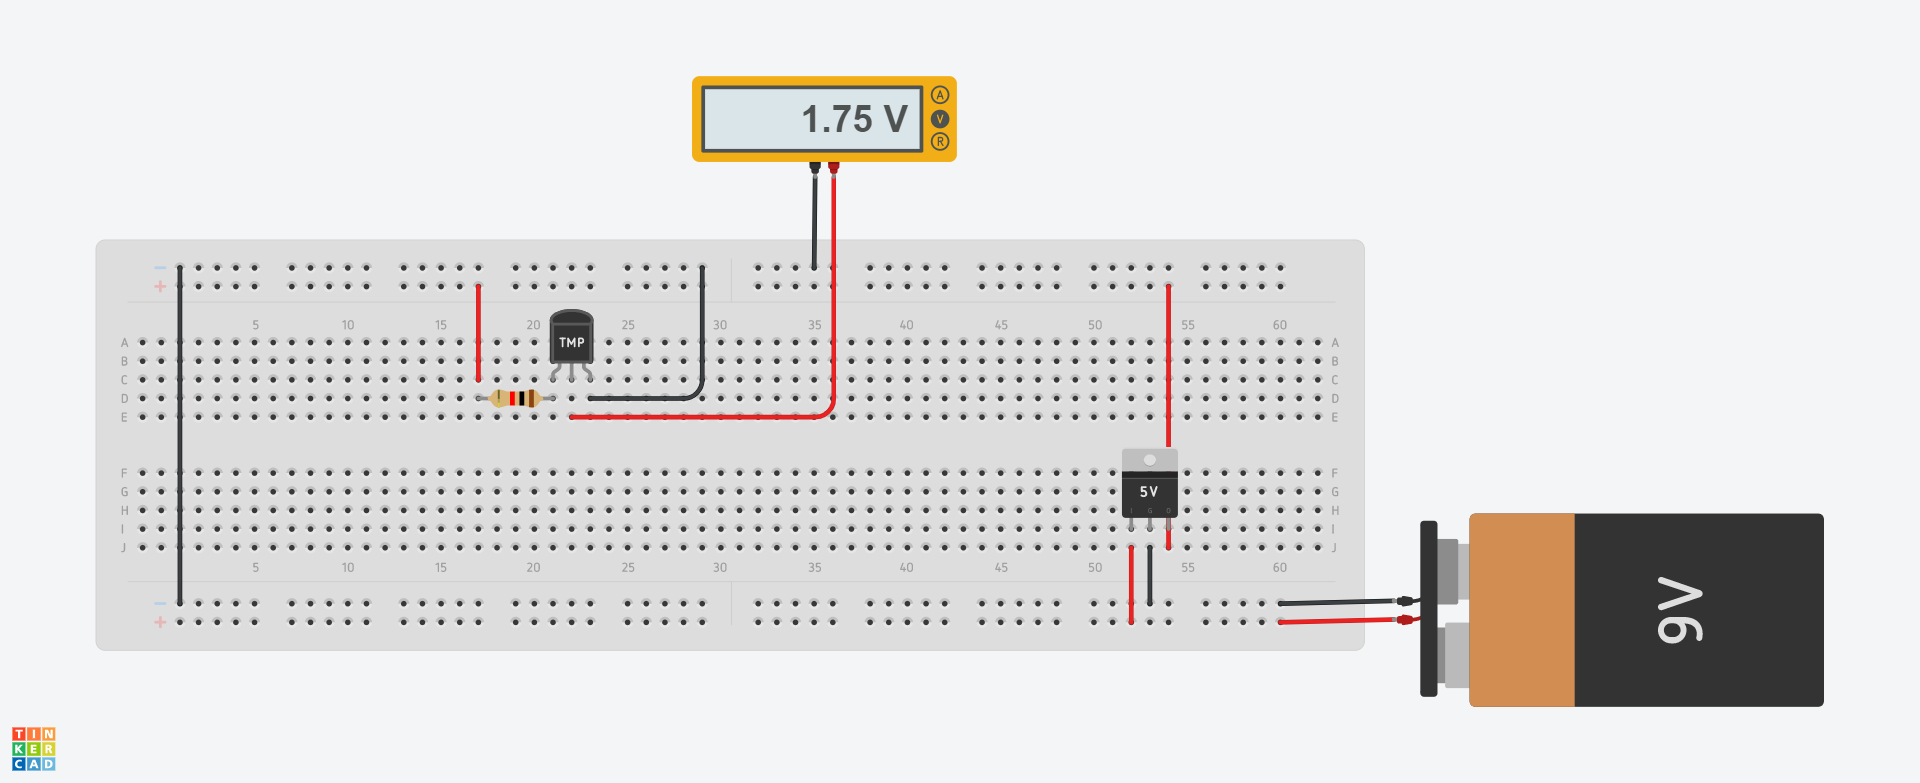 1.75 V
A
V
R
− −
+ +
5 10 15 20 25 30 35 40 45 50 55 60
TMP
A A
B B
C C
D D
E E
F F
G G
5V
H H
I G O
I I
J J
5 10 15 20 25 30 35 40 45 50 55 60
−
+
9V
TIN
KER
CAD